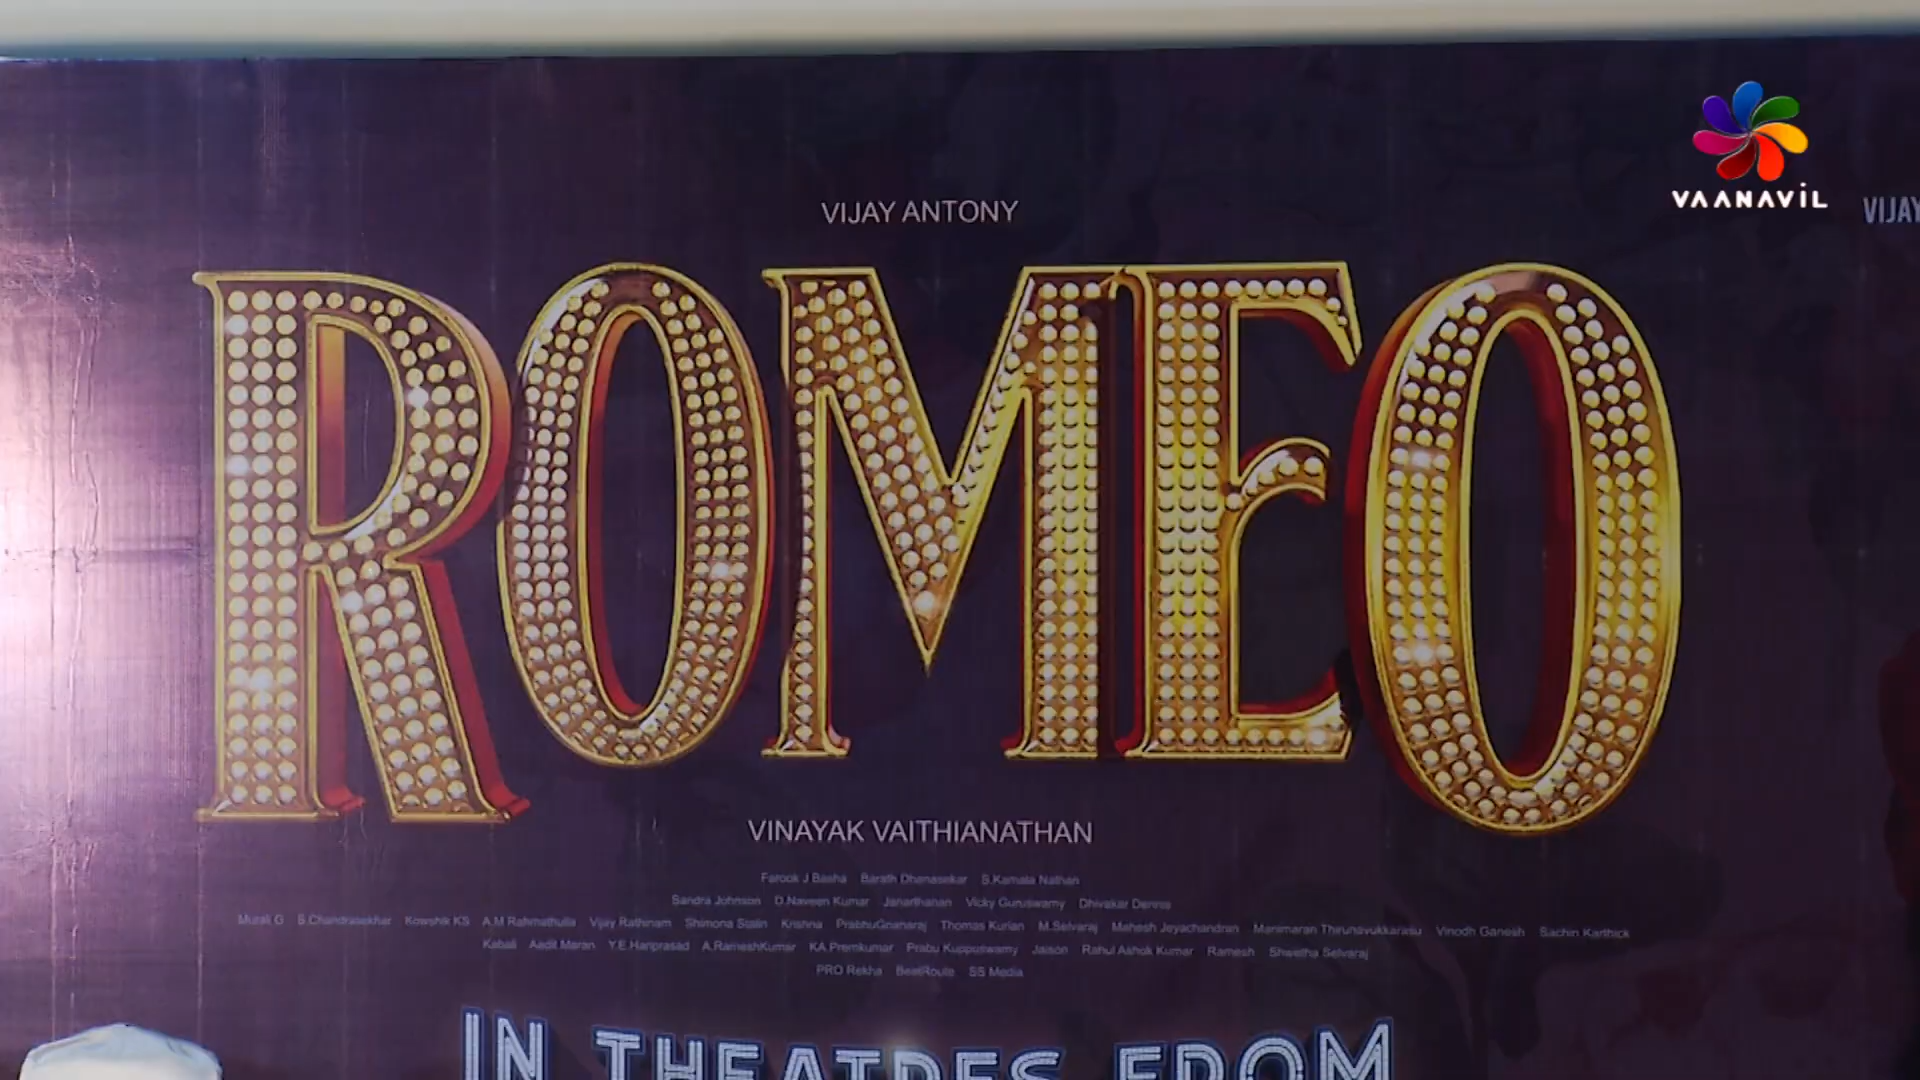 VAANAViL
VIJAY ANTONY
VIJAY
ROMEO
VINAYAK VAITHIANATHAN
Farook J Basha Barath Dhanasekar S.Kamala Nathan
Sandra Johnson D.Naveen Kumar Janarthanan Vicky Guruswamy Dhivakar Dennis
Murali G S.Chandrasekhar Kowshik KS A.M Rahmathulla Vijay Rathinam Shimona Stalin Krishna PrabhuGnanaraj Thomas Kurian M.Selvaraj Mahesh Jeyachandran Manimaran Thirunavukkarasu Vinodh Ganesh Sachin Karthick
Kabali Aadit Maran Y.E.Hariprasad A.RameshKumar KA Premkumar Prabu Kuppuswamy Jaison Rahul Ashok Kumar Ramesh Shwetha Selvaraj
PRO Rekha BeatRoute SS Media
IN THEATRES FROM